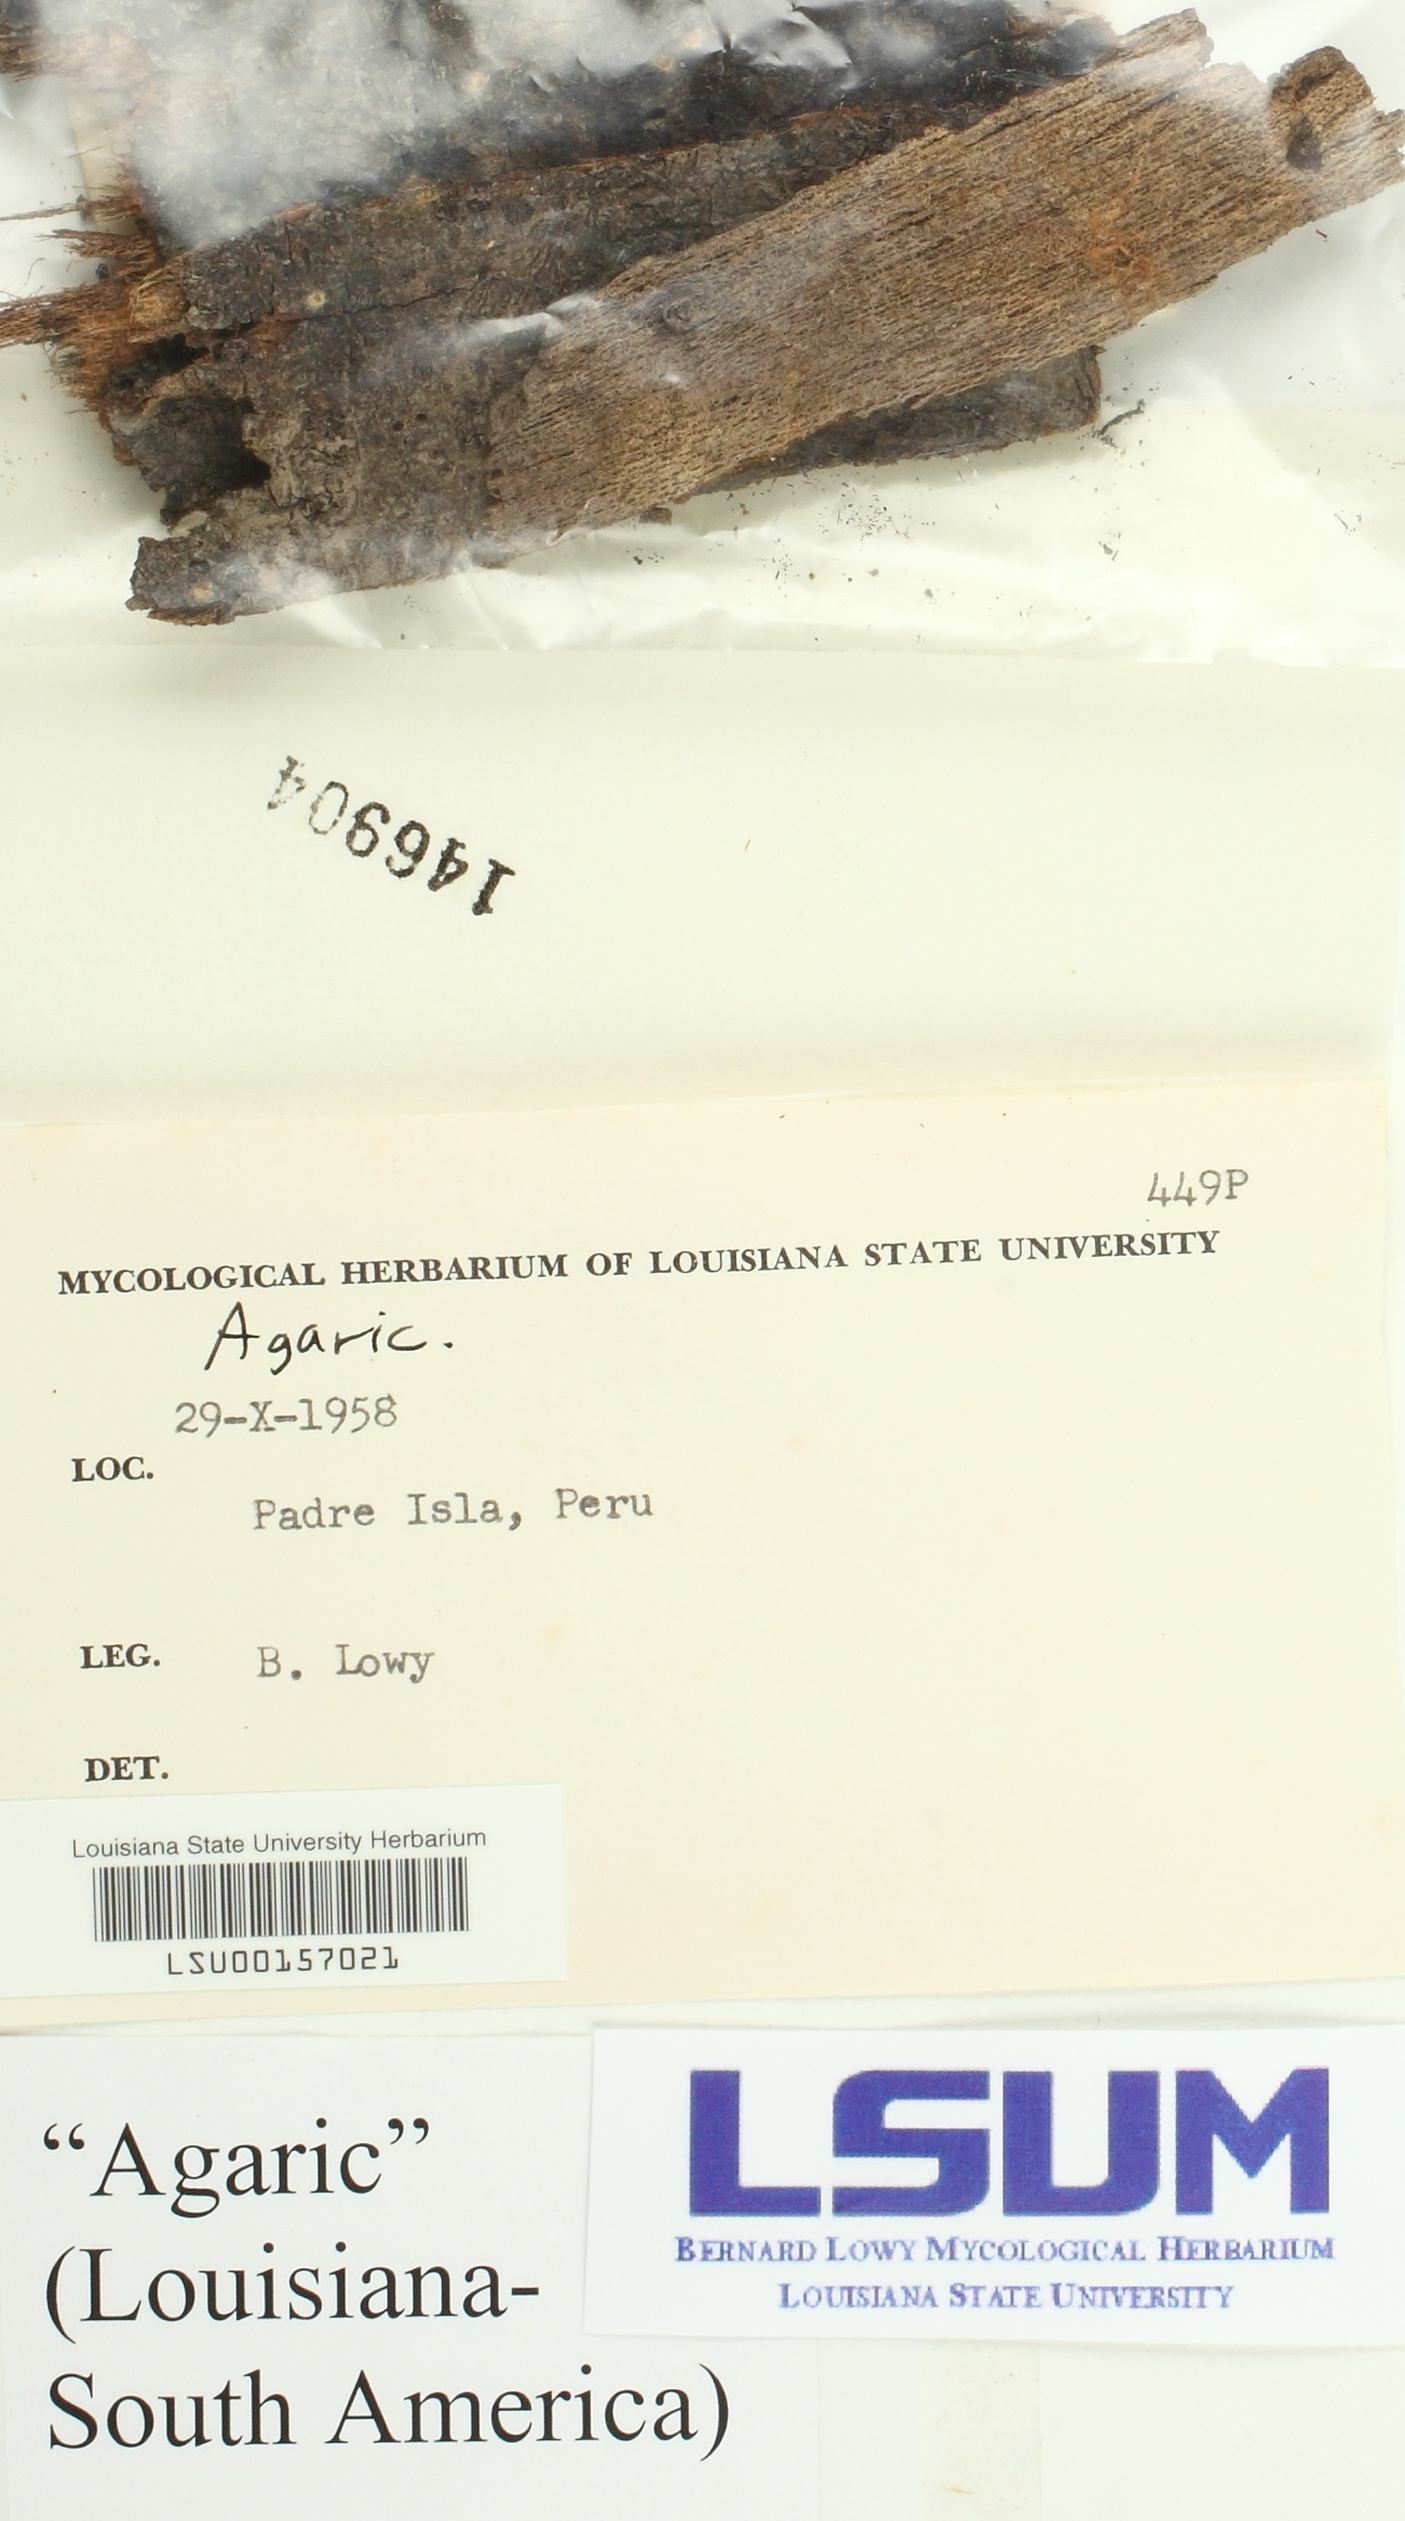 146904
449P
MYCOLOGICAL HERBARIUM OF LOUISIANA STATE UNIVERSITY
Agaric.
29-X-1958
LOC.
Padre Isla, Peru
LEG. B. Lowy
DET.
Louisiana State University Herbarium
LSU00157021
LSUM
BERNARD LOWY MYCOLOGICAL HERBARIUM
LOUISIANA STATE UNIVERSITY
“Agaric”
(Louisiana-
South America)